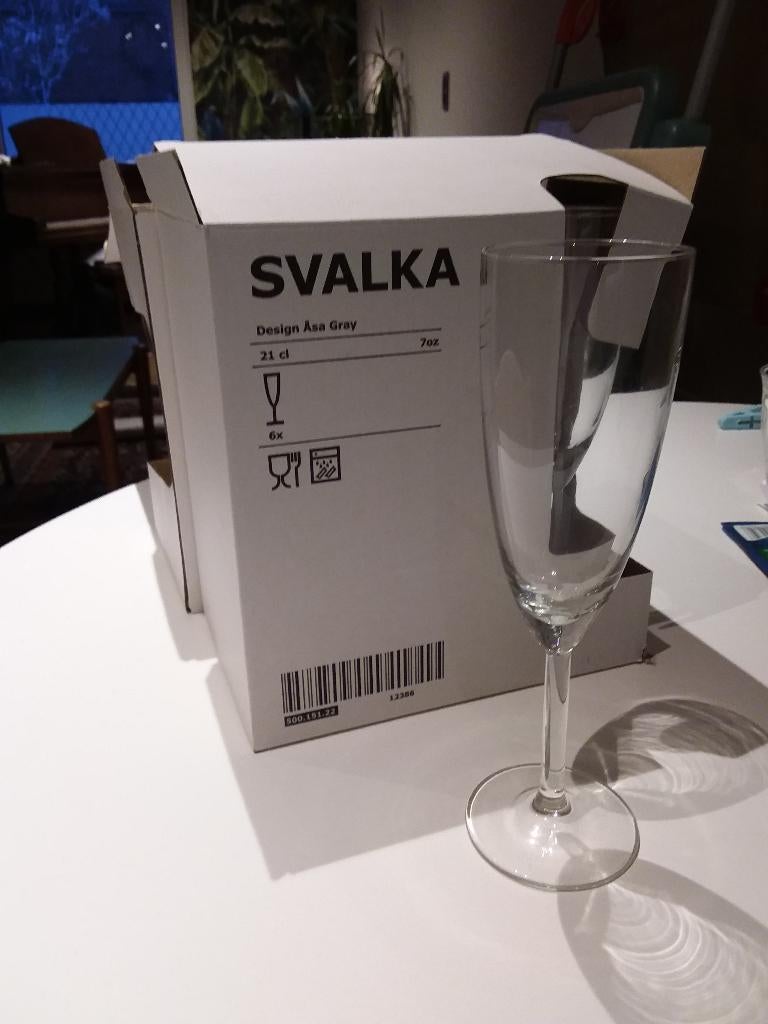 SVALKA
Design Åsa Gray
21 cl 7oz
6x
500.151.22 12386